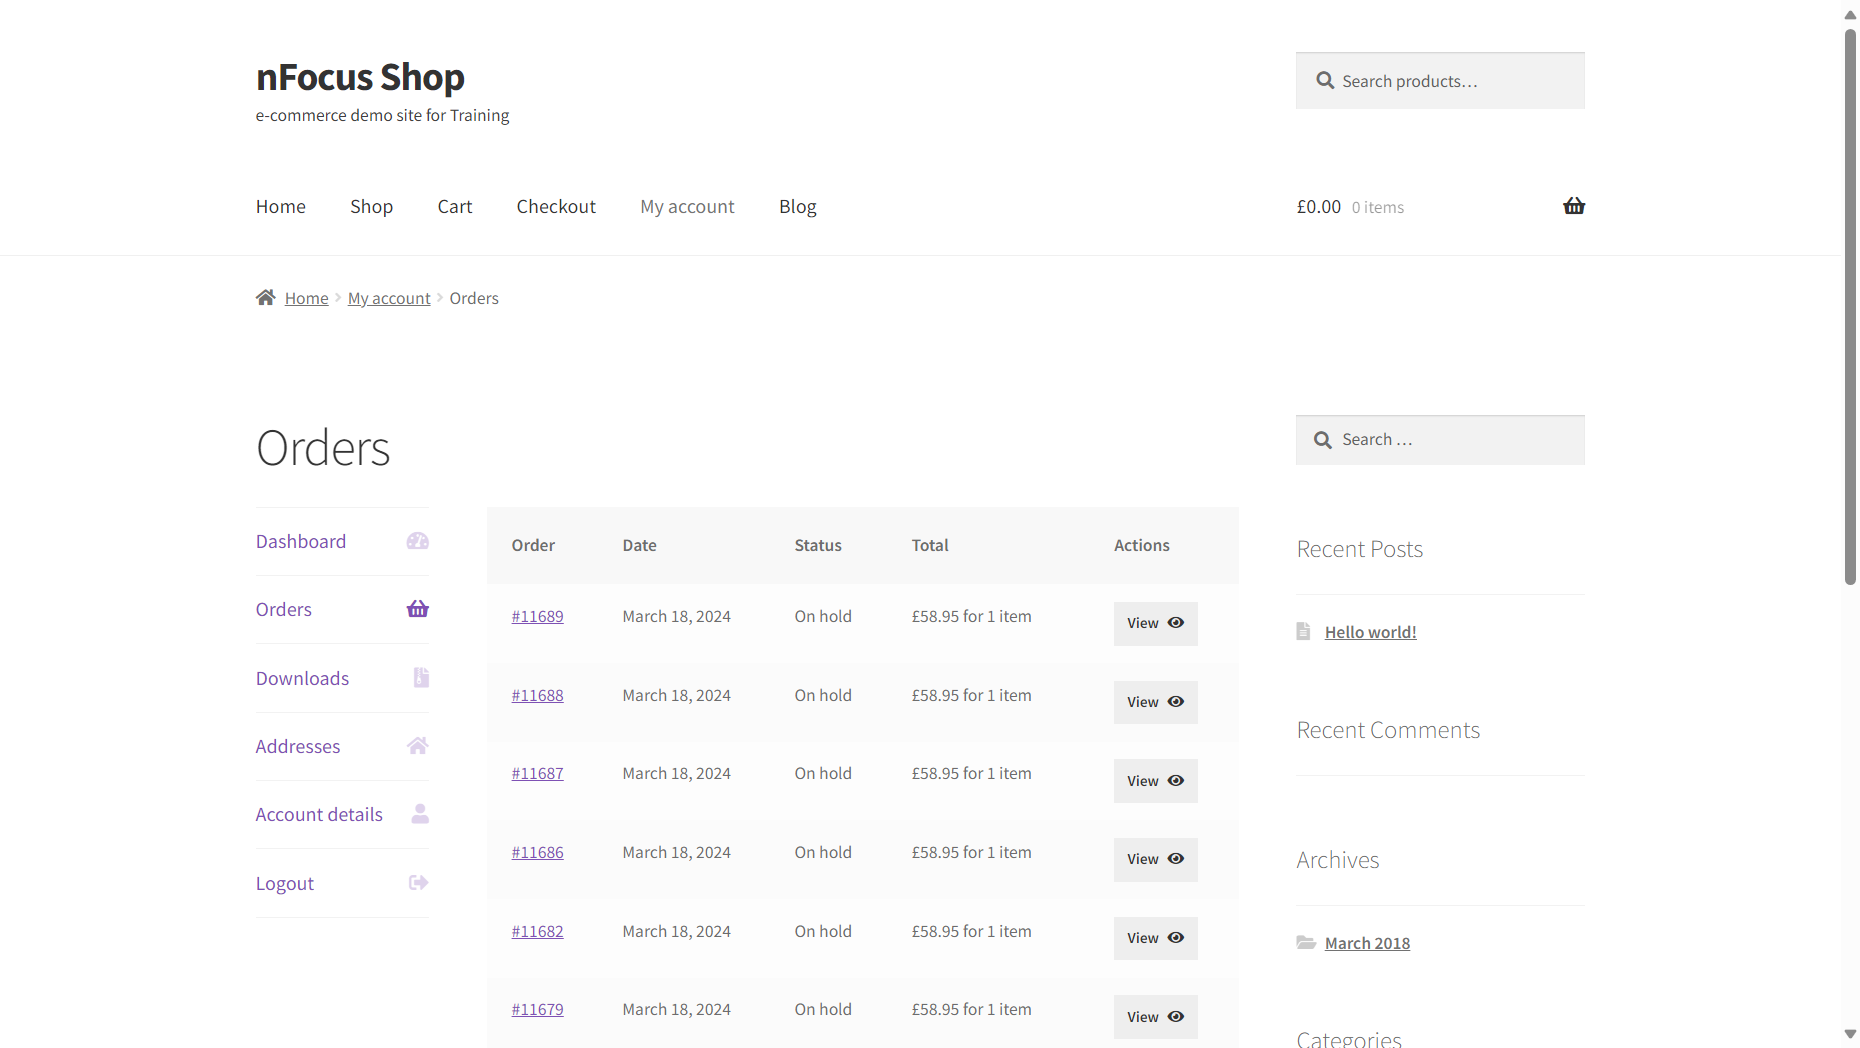 nFocus Shop
e-commerce demo site for Training
Search products…
Home Shop Cart Checkout My account Blog
£0.00 0 items
Home My account Orders
Orders
Dashboard
Orders
Downloads
Addresses
Account details
Logout
Order Date Status Total Actions
#11689 March 18, 2024 On hold £58.95 for 1 item View
#11688 March 18, 2024 On hold £58.95 for 1 item View
#11687 March 18, 2024 On hold £58.95 for 1 item View
#11686 March 18, 2024 On hold £58.95 for 1 item View
#11682 March 18, 2024 On hold £58.95 for 1 item View
#11679 March 18, 2024 On hold £58.95 for 1 item View
Search …
Recent Posts
Hello world!
Recent Comments
Archives
March 2018
Categories